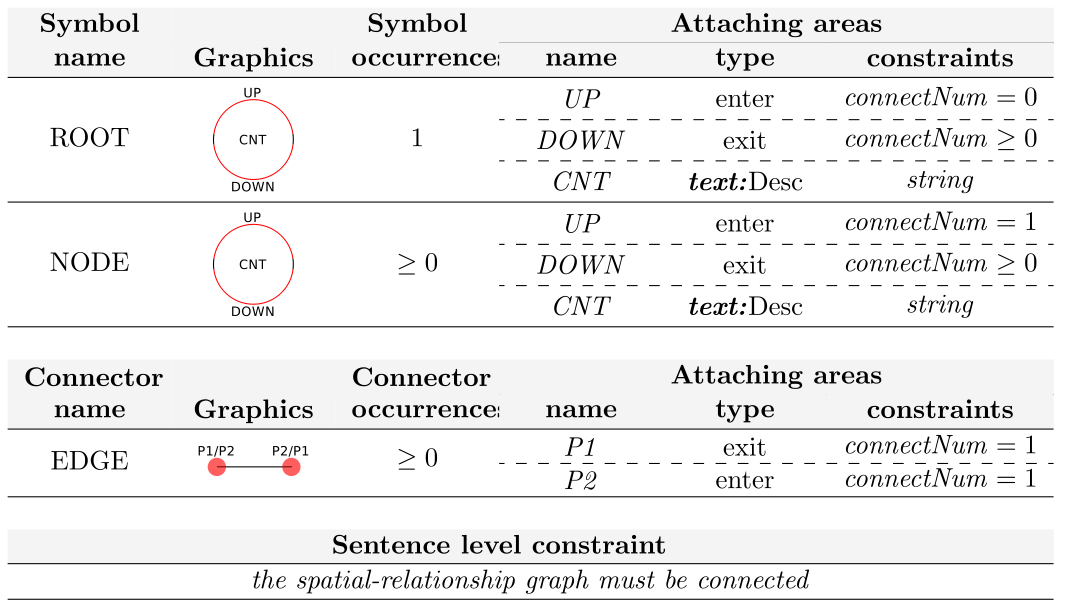 Symbol name Graphics Symbol occurrences Attaching areas
name type constraints
ROOT UP CNT DOWN 1 UP enter connectNum = 0
DOWN exit connectNum ≥ 0
CNT text:Desc string
NODE UP CNT DOWN ≥ 0 UP enter connectNum = 1
DOWN exit connectNum ≥ 0
CNT text:Desc string
Connector name Graphics Connector occurrences Attaching areas
name type constraints
EDGE P1/P2 P2/P1 ≥ 0 P1 exit connectNum = 1
P2 enter connectNum = 1
Sentence level constraint
the spatial-relationship graph must be connected